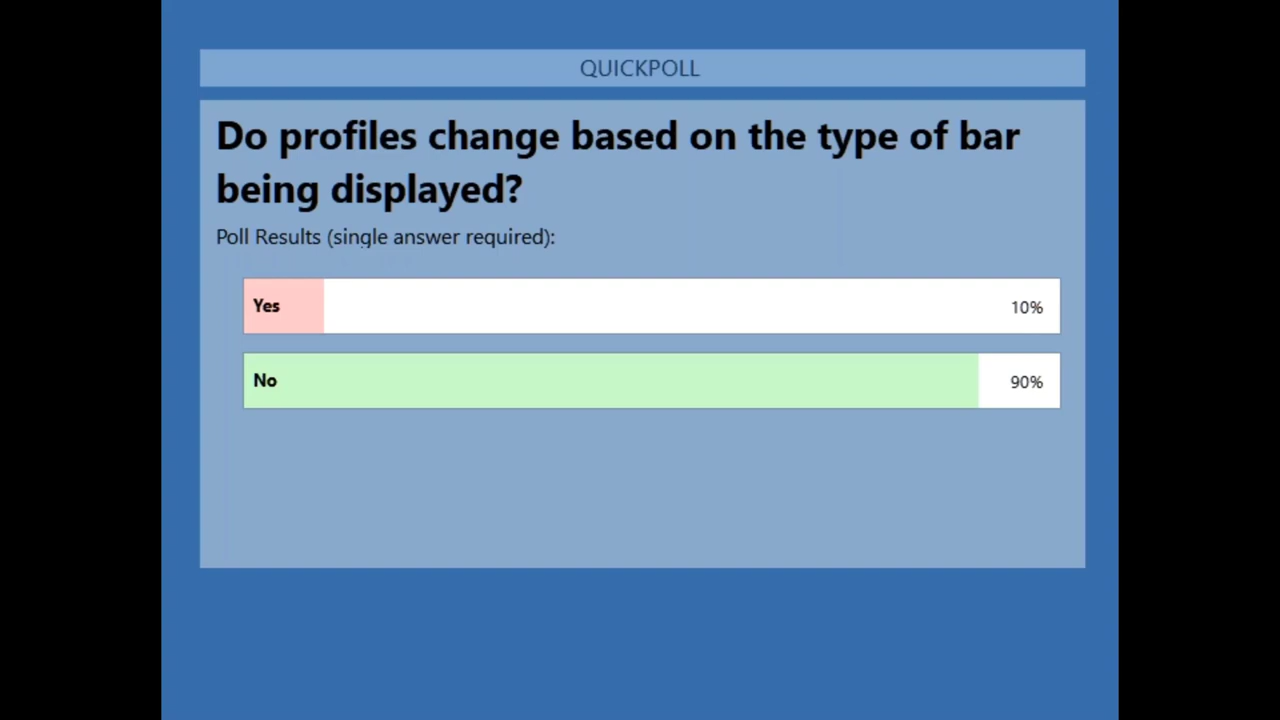 QUICKPOLL
Do profiles change based on the type of bar
being displayed?
Poll Results (single answer required):
Yes 10%
No 90%